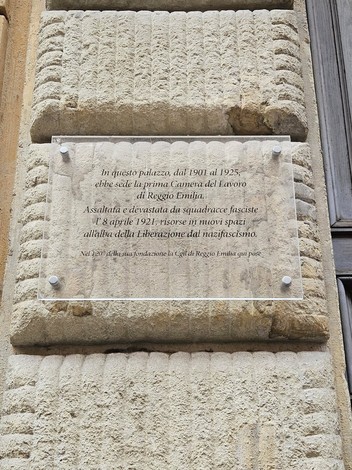 In questo palazzo, dal 1901 al 1925,
ebbe sede la prima Camera del Lavoro
di Reggio Emilia.
Assaltata e devastata da squadracce fasciste
l'8 aprile 1921, risorse in nuovi spazi
all'alba della Liberazione dal nazifascismo.
Nel 120° della sua fondazione la Cgil di Reggio Emilia qui pose